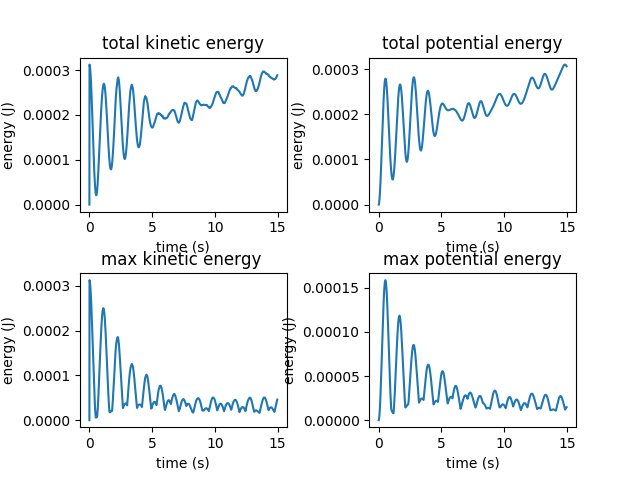 total kinetic energy
total potential energy
energy (J)
0.0003
0.0002
0.0001
0.0000
0 5 10 15
time (s)
energy (J)
0.0003
0.0002
0.0001
0.0000
0 5 10 15
time (s)
max kinetic energy
max potential energy
energy (J)
0.0003
0.0002
0.0001
0.0000
0 5 10 15
time (s)
energy (J)
0.00015
0.00010
0.00005
0.00000
0 5 10 15
time (s)